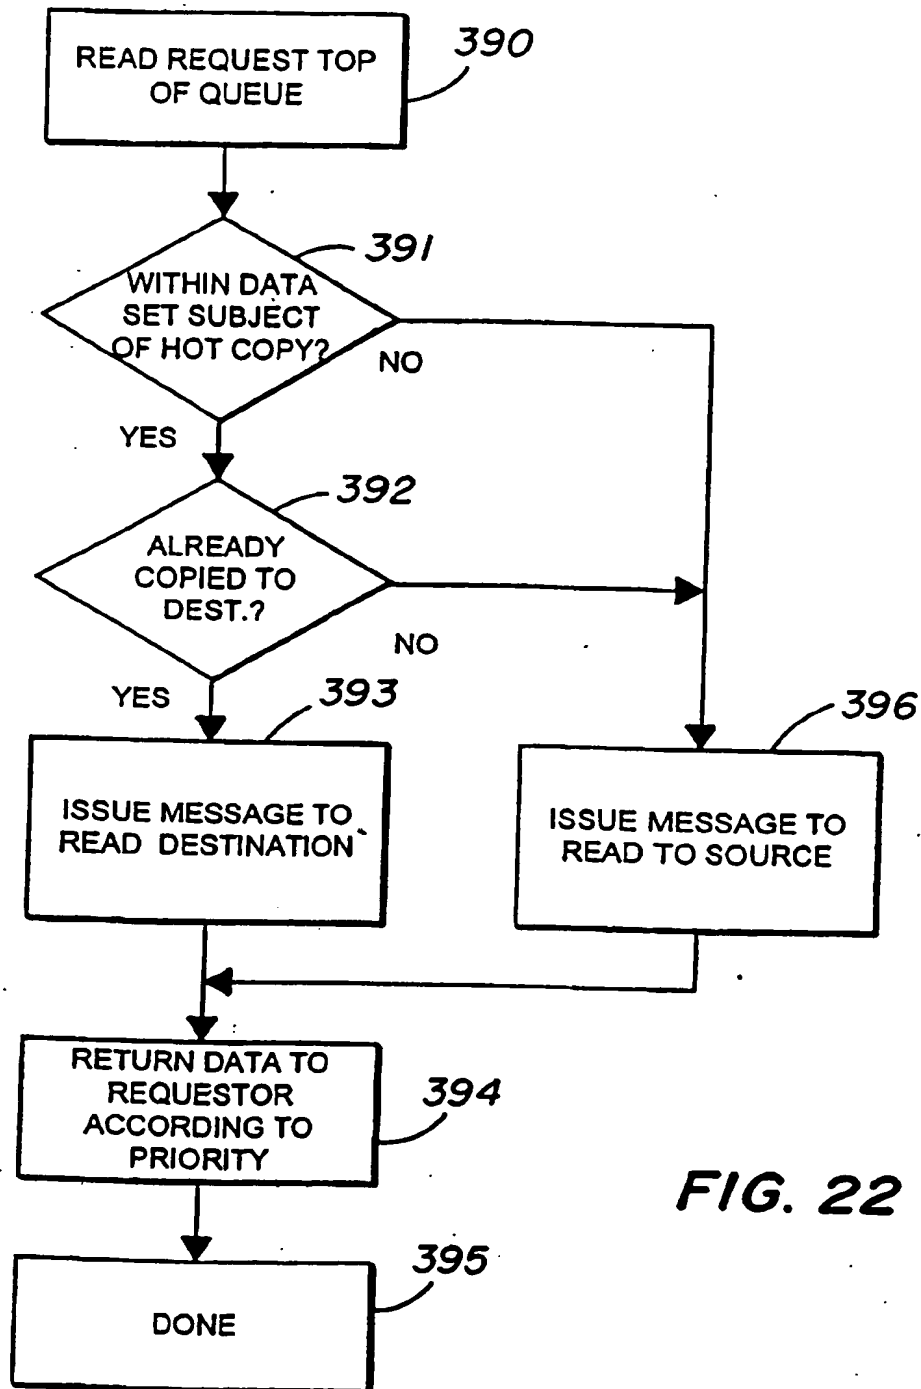 READ REQUEST TOP
OF QUEUE
390
WITHIN DATA
SET SUBJECT
OF HOT COPY?
391
NO
YES
ALREADY
COPIED TO
DEST.?
392
NO
YES
ISSUE MESSAGE TO
READ DESTINATION
393
ISSUE MESSAGE TO
READ TO SOURCE
396
RETURN DATA TO
REQUESTOR
ACCORDING TO
PRIORITY
394
FIG. 22
DONE
395